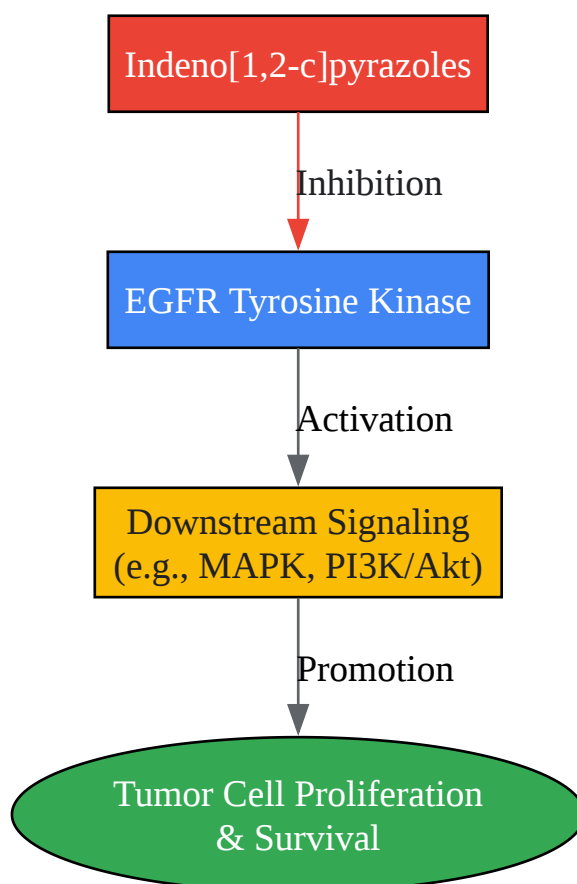 Indeno[1,2-c]pyrazoles
Inhibition
EGFR Tyrosine Kinase
Activation
Downstream Signaling
(e.g., MAPK, PI3K/Akt)
Promotion
Tumor Cell Proliferation
& Survival